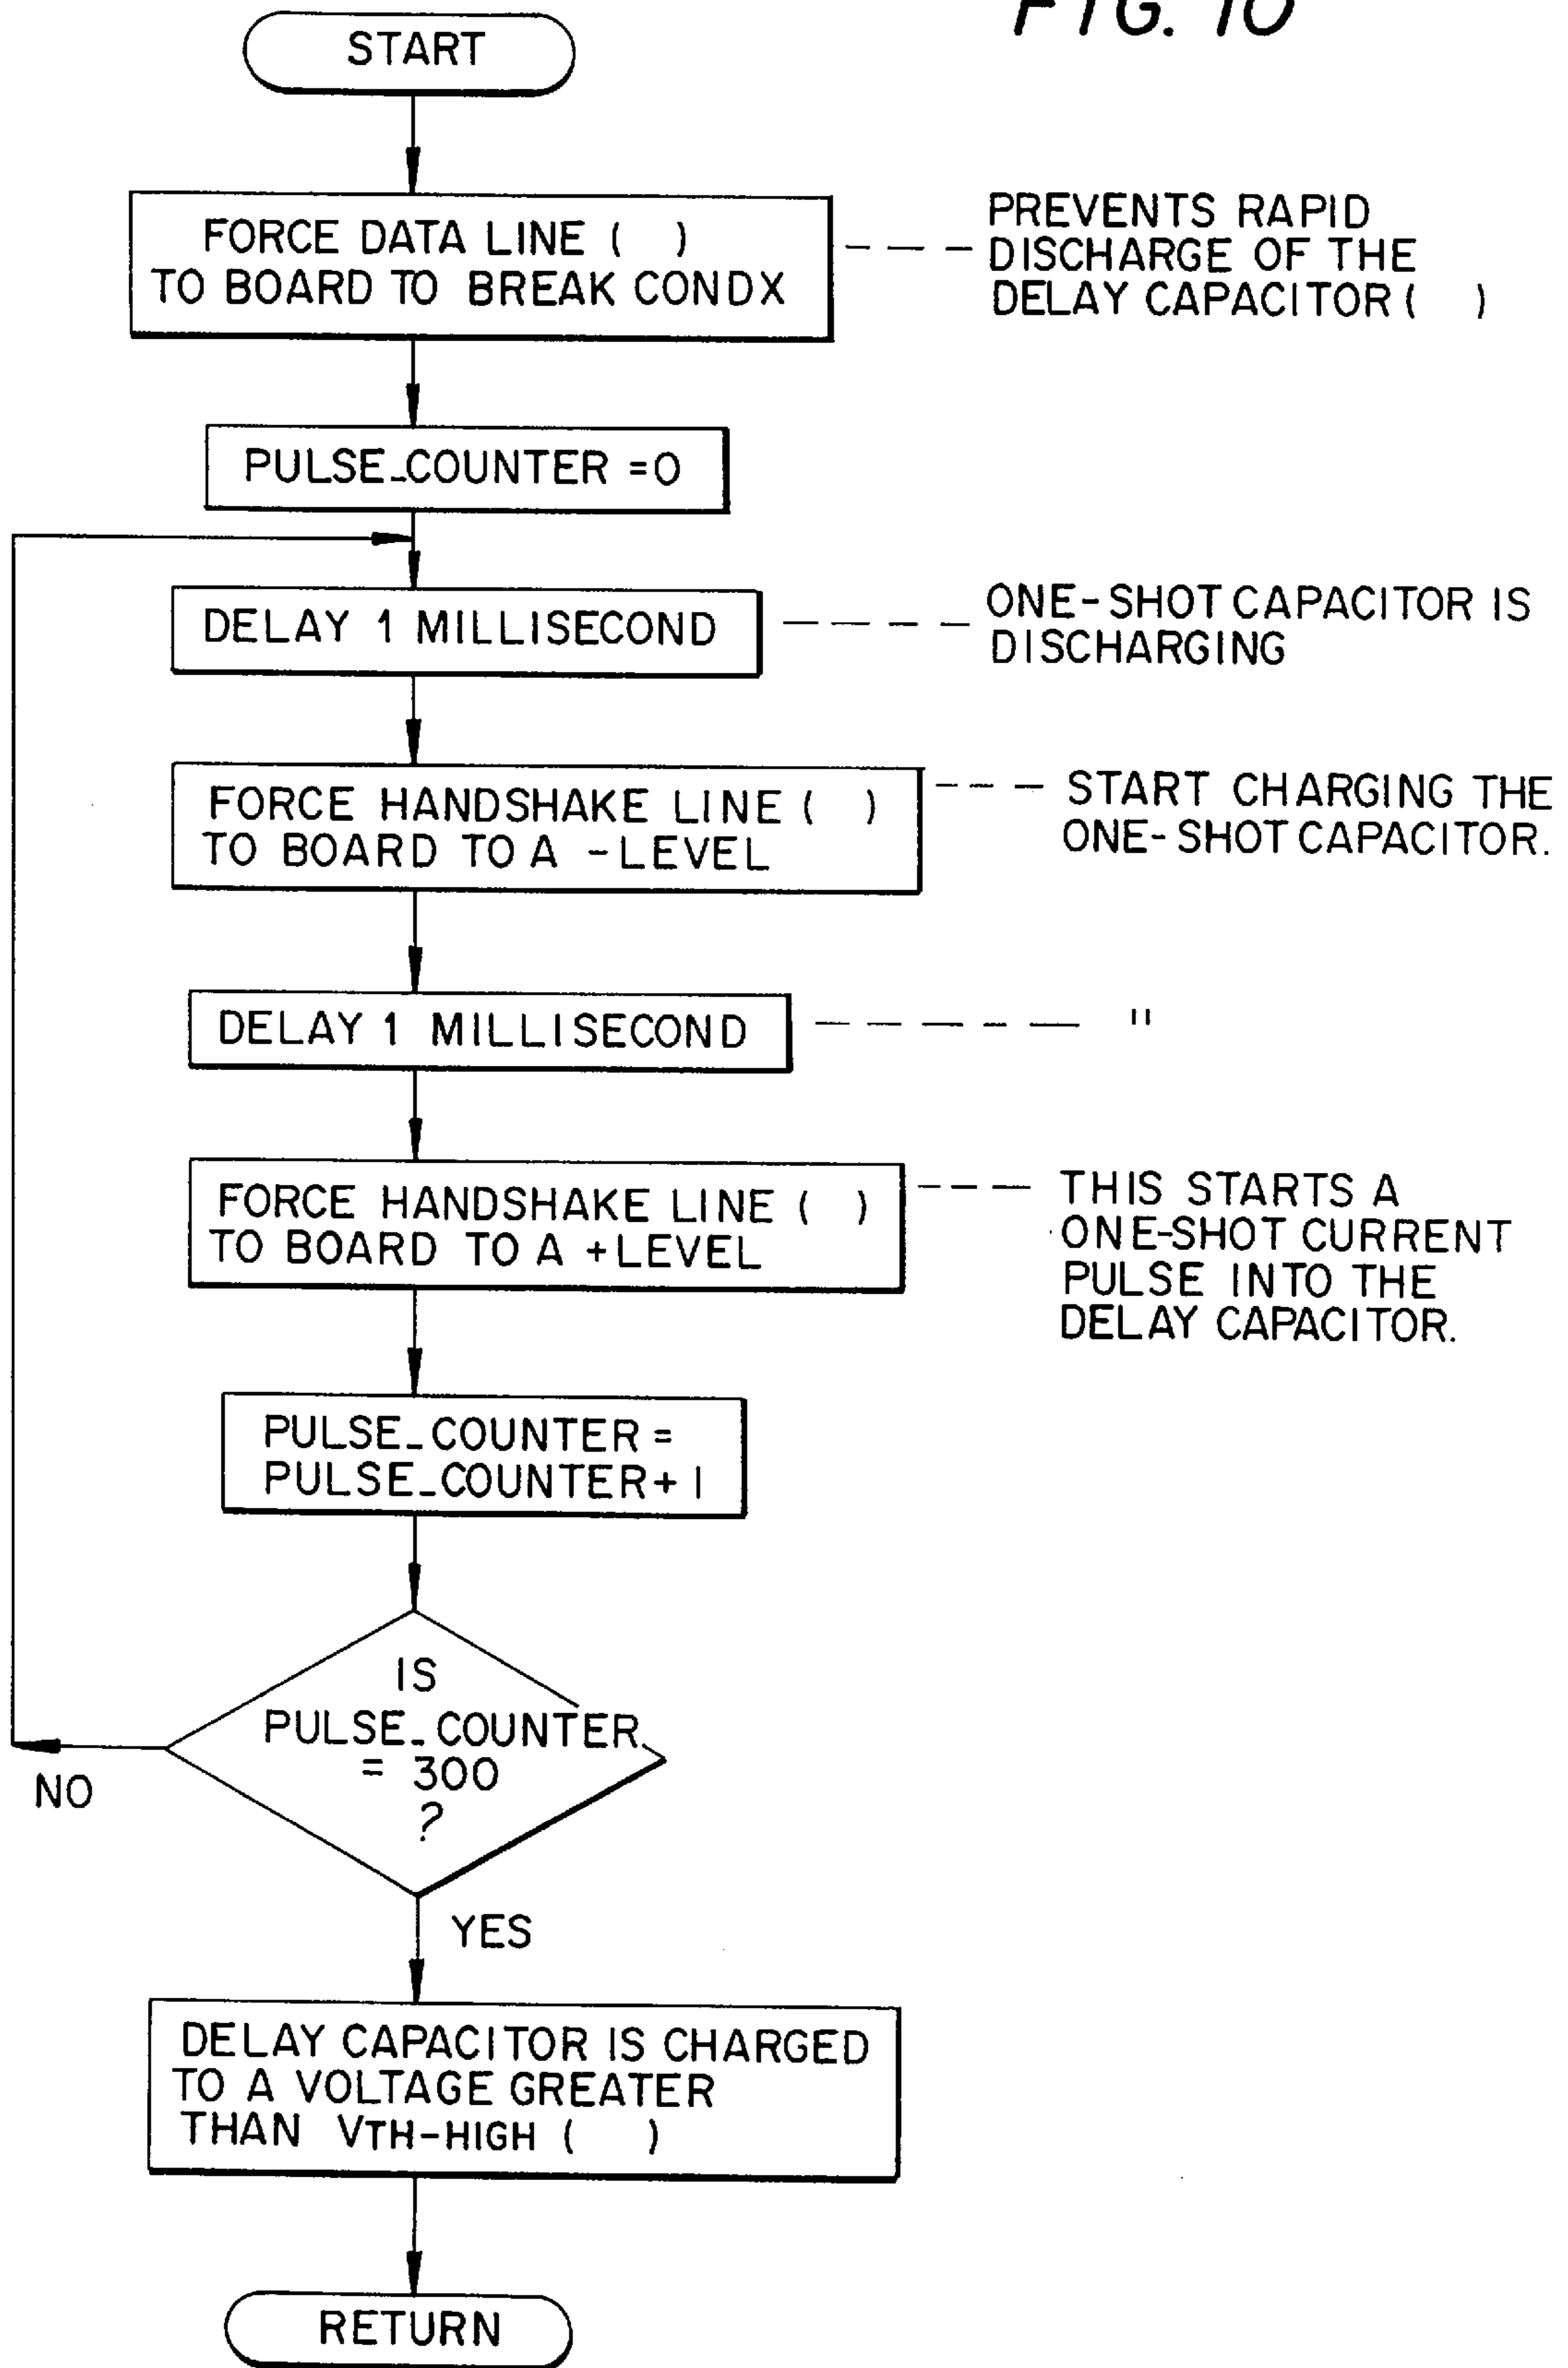 FIG. 10
START
FORCE DATA LINE (   )
TO BOARD TO BREAK CONDX
PREVENTS RAPID
DISCHARGE OF THE
DELAY CAPACITOR (   )
PULSE_COUNTER = 0
DELAY 1 MILLISECOND
ONE-SHOT CAPACITOR IS
DISCHARGING
FORCE HANDSHAKE LINE (   )
TO BOARD TO A -LEVEL
START CHARGING THE
ONE-SHOT CAPACITOR.
DELAY 1 MILLISECOND
"
FORCE HANDSHAKE LINE (   )
TO BOARD TO A +LEVEL
THIS STARTS A
ONE-SHOT CURRENT
PULSE INTO THE
DELAY CAPACITOR.
PULSE_COUNTER =
PULSE_COUNTER + 1
IS
PULSE_COUNTER
= 300
?
NO
YES
DELAY CAPACITOR IS CHARGED
TO A VOLTAGE GREATER
THAN VTH-HIGH (   )
RETURN